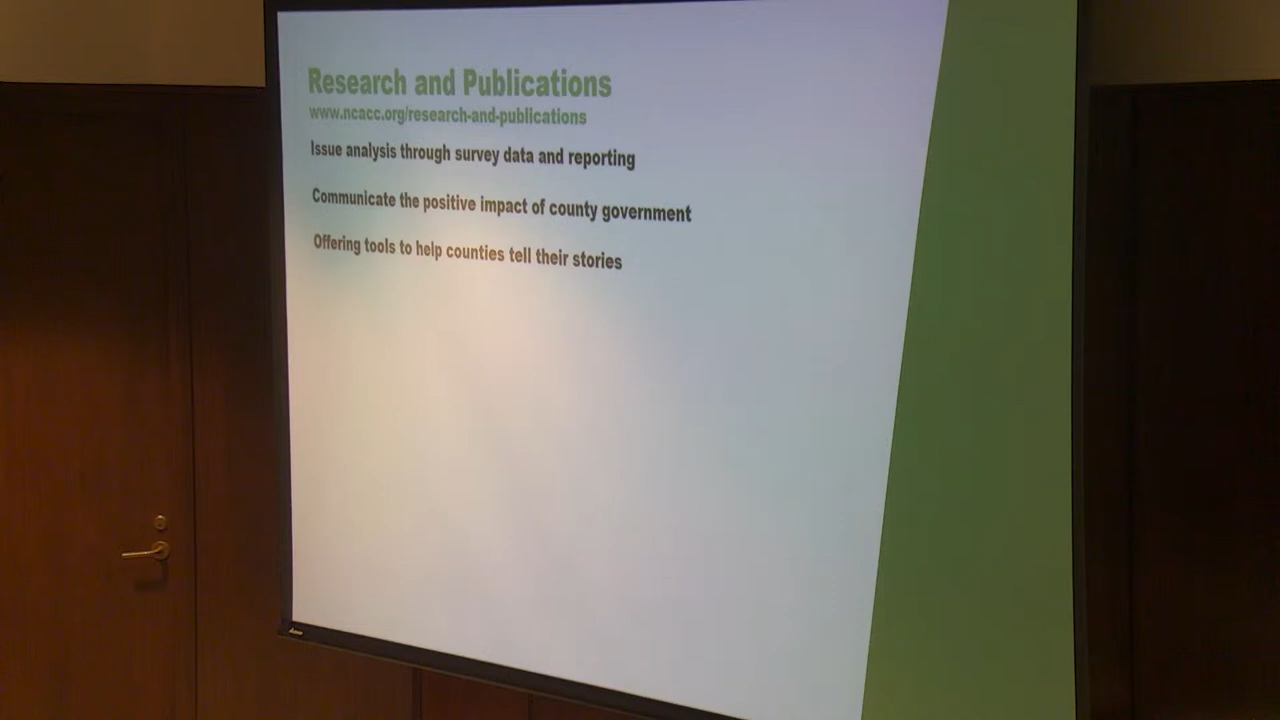 Research and Publications
www.ncacc.org/research-and-publications
Issue analysis through survey data and reporting
Communicate the positive impact of county government
Offering tools to help counties tell their stories